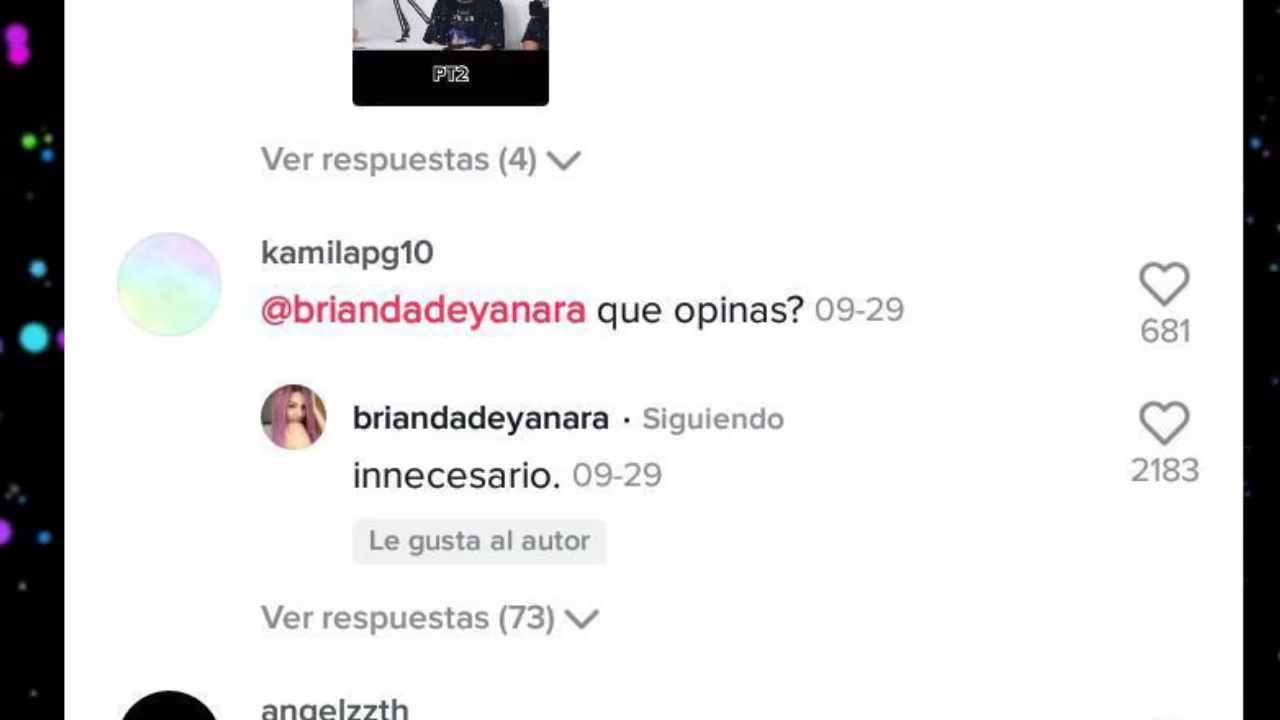 PT2
Ver respuestas (4)
kamilapg10
@briandadeyanara que opinas? 09-29
681
briandadeyanara · Siguiendo
innecesario. 09-29
2183
Le gusta al autor
Ver respuestas (73)
angelzzth